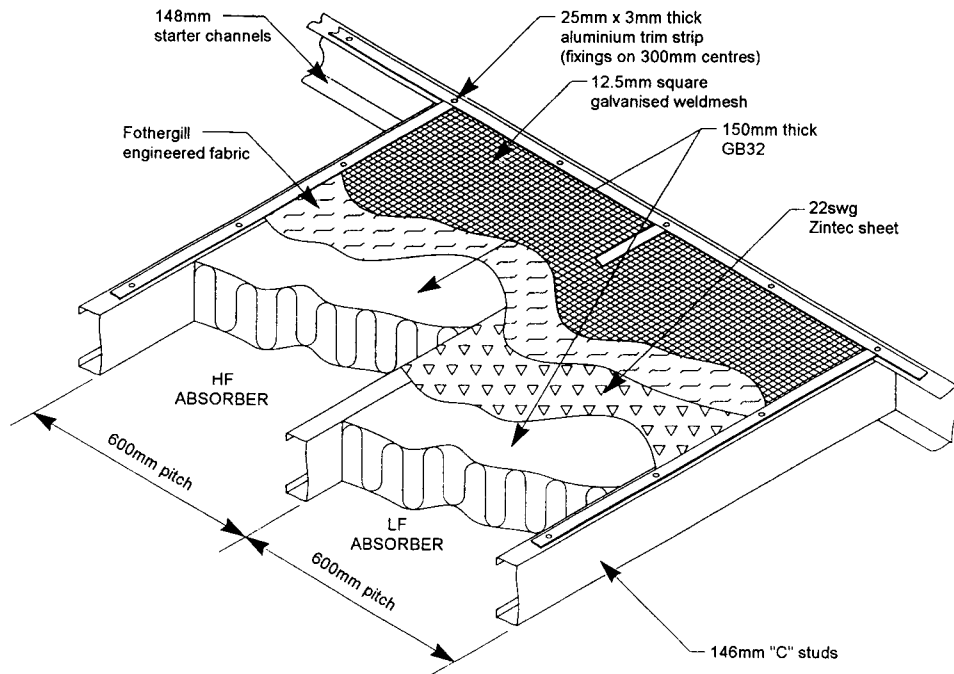 148mm
starter channels
25mm x 3mm thick
aluminium trim strip
(fixings on 300mm centres)
12.5mm square
galvanised weldmesh
Fothergill
engineered fabric
150mm thick
GB32
22swg
Zintec sheet
HF
ABSORBER
600mm pitch
LF
ABSORBER
600mm pitch
146mm "C" studs